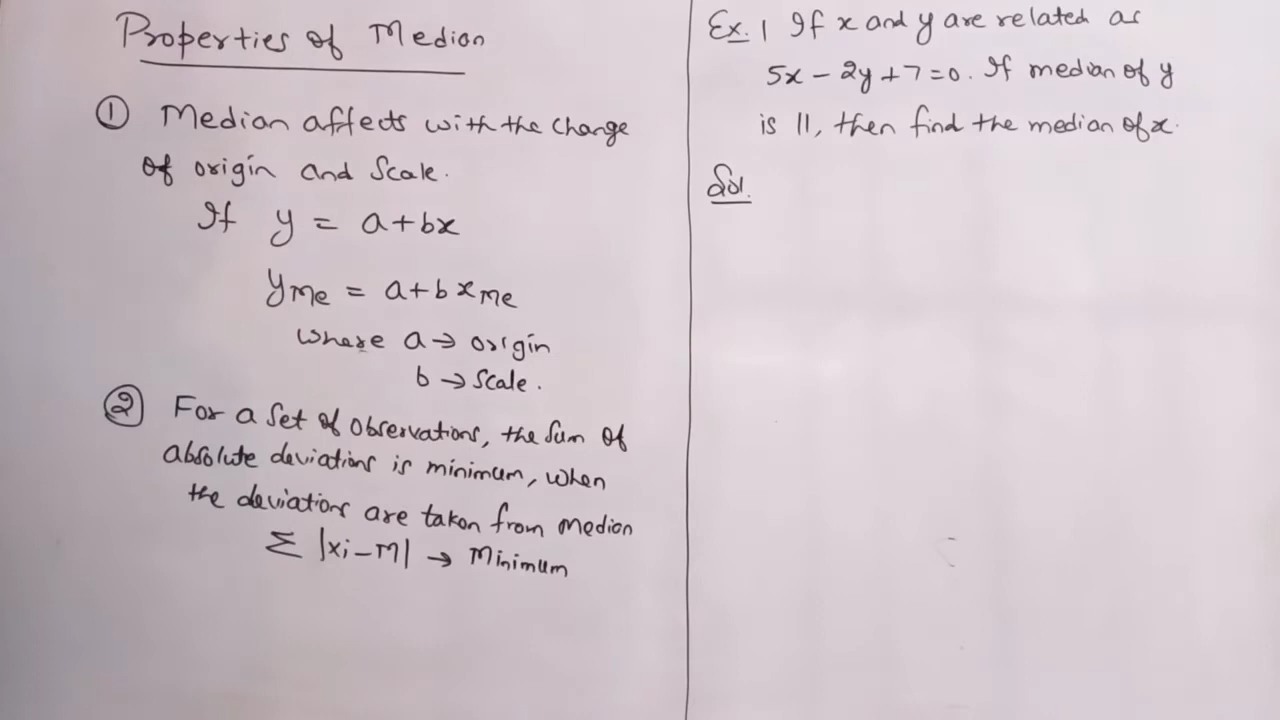 Properties of Median
① Median affects with the change
of origin and Scale.
If y = a+bx
yMe = a+b xMe
where a → origin
b → Scale.
② For a Set of observations, the Sum of
absolute deviations is minimum, when
the deviations are taken from median
Σ |xi-M| → Minimum
Ex. 1 If x and y are related as
5x - 2y + 7 = 0. If median of y
is 11, then find the median of x.
Sol.